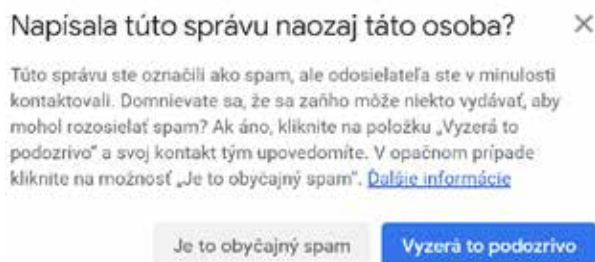 Napísala túto správu naozaj táto osoba?
Túto správu ste označili ako spam, ale odosielateľa ste v minulosti
kontaktovali. Domnievate sa, že sa zaňho môže niekto vydávať, aby
mohol rozosielať spam? Ak áno, kliknite na položku „Vyzerá to
podozrivo" a svoj kontakt tým upovedomíte. V opačnom prípade
kliknite na možnosť „Je to obyčajný spam". Ďalšie informácie
Je to obyčajný spam Vyzerá to podozrivo